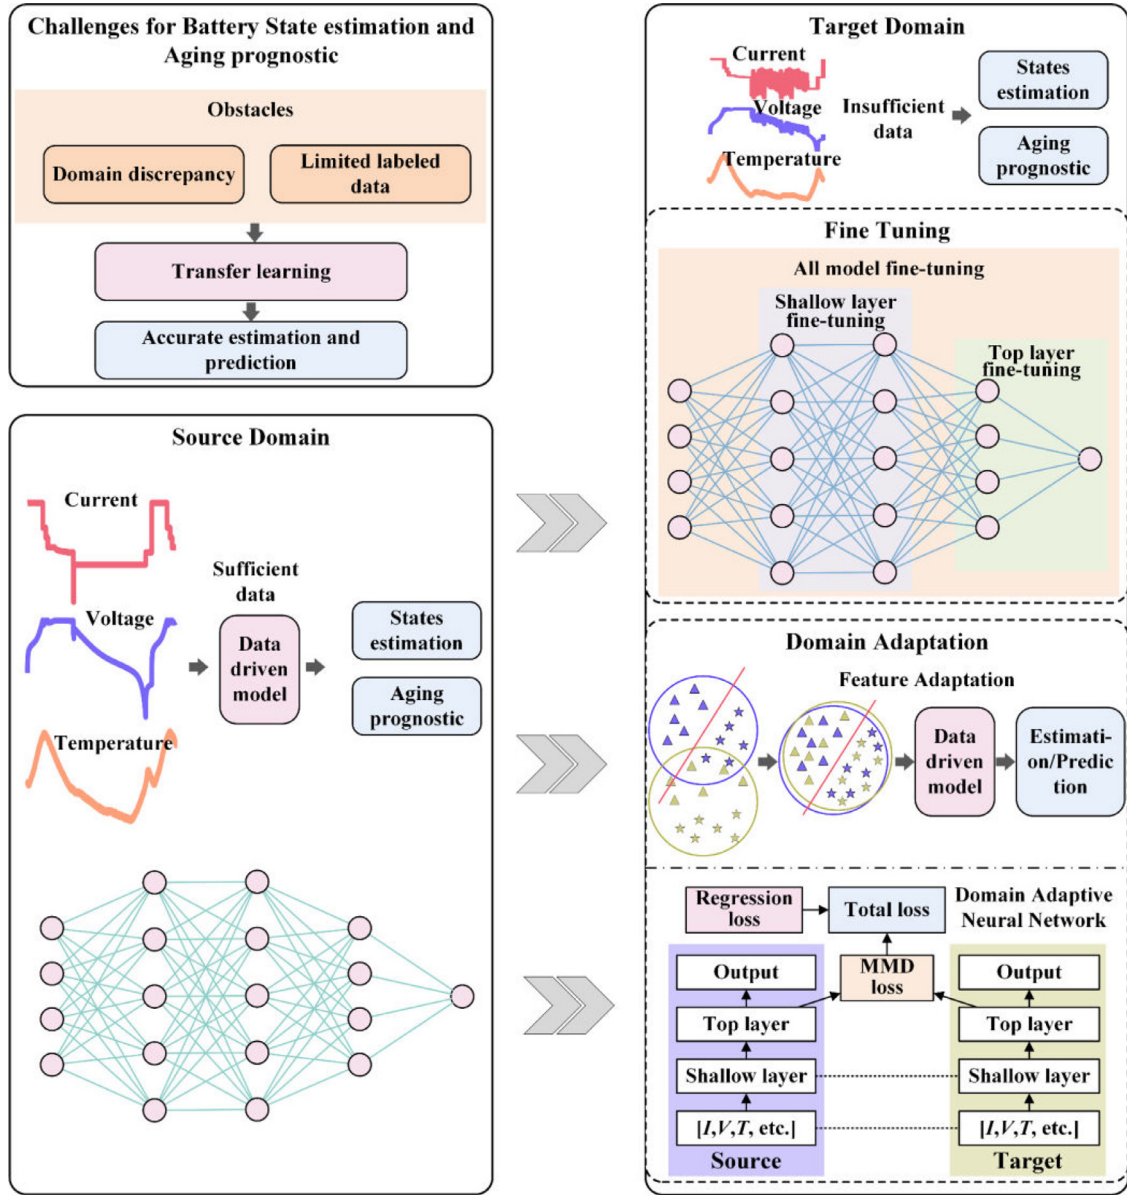 Challenges for Battery State estimation and
Aging prognostic
Obstacles
Domain discrepancy
Limited labeled
data
Transfer learning
Accurate estimation and
prediction
Source Domain
Current
Voltage
Temperature
Sufficient
data
Data
driven
model
States
estimation
Aging
prognostic
Target Domain
Current
Voltage
Temperature
Insufficient
data
States
estimation
Aging
prognostic
Fine Tuning
All model fine-tuning
Shallow layer
fine-tuning
Top layer
fine-tuning
Domain Adaptation
Feature Adaptation
Data
driven
model
Estimati-
on/Predic
tion
Regression
loss
Total loss
Domain Adaptive
Neural Network
MMD
loss
Output
Top layer
Shallow layer
[I,V,T, etc.]
Source
Output
Top layer
Shallow layer
[I,V,T, etc.]
Target